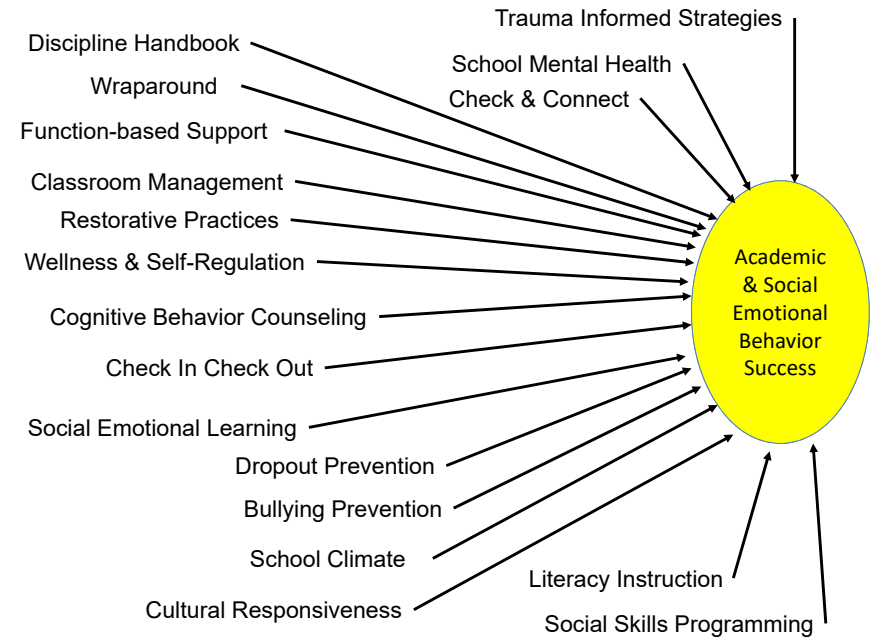 Trauma Informed Strategies
Discipline Handbook
School Mental Health
Wraparound
Check & Connect
Function-based Support
Classroom Management
Restorative Practices
Wellness & Self-Regulation
Academic
& Social
Emotional
Behavior
Success
Cognitive Behavior Counseling
Check In Check Out
Social Emotional Learning
Dropout Prevention
Bullying Prevention
School Climate
Literacy Instruction
Cultural Responsiveness
Social Skills Programming